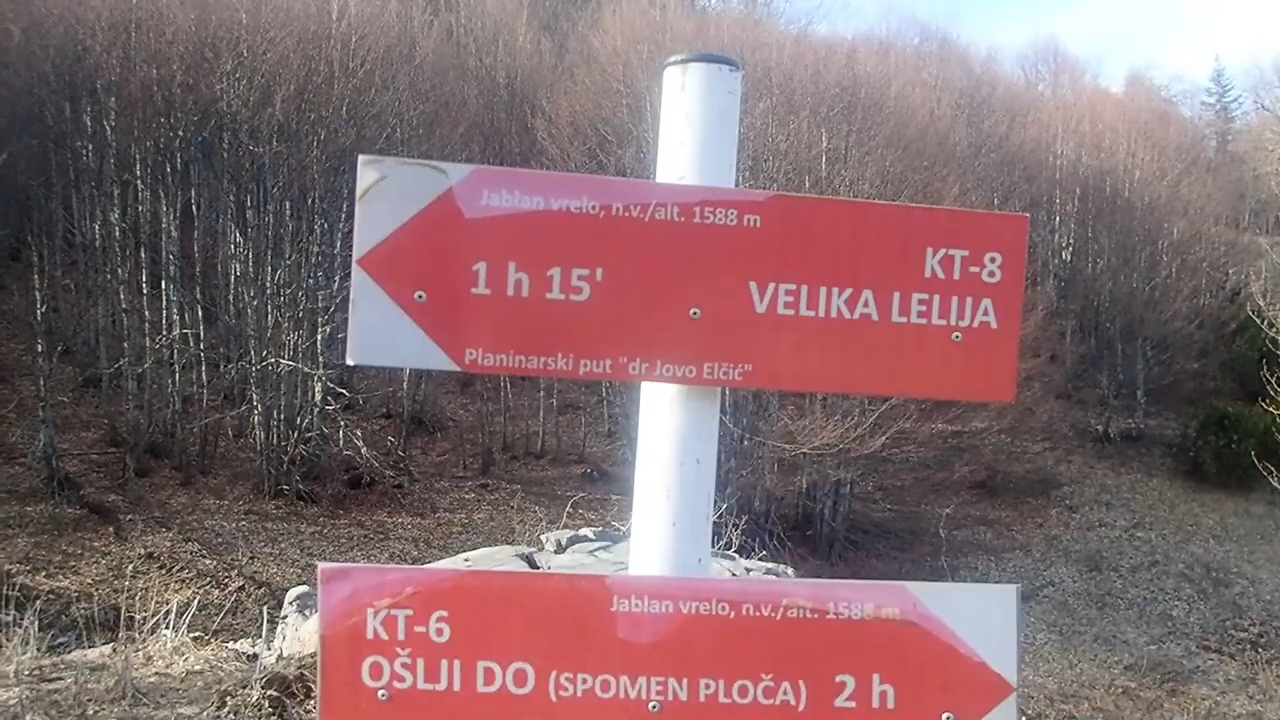 Jablan vrelo, n.v./alt. 1588 m
KT-8
1 h 15' VELIKA LELIJA
Planinarski put "dr Jovo Elčić"
Jablan vrelo, n.v./alt. 1588 m
KT-6
OŠLJI DO (SPOMEN PLOČA) 2 h